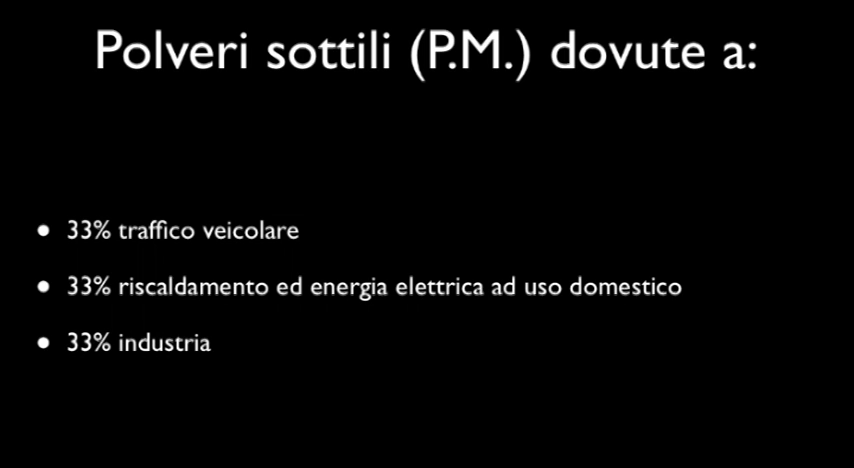 Polveri sottili (P.M.) dovute a:
• 33% traffico veicolare
• 33% riscaldamento ed energia elettrica ad uso domestico
• 33% industria